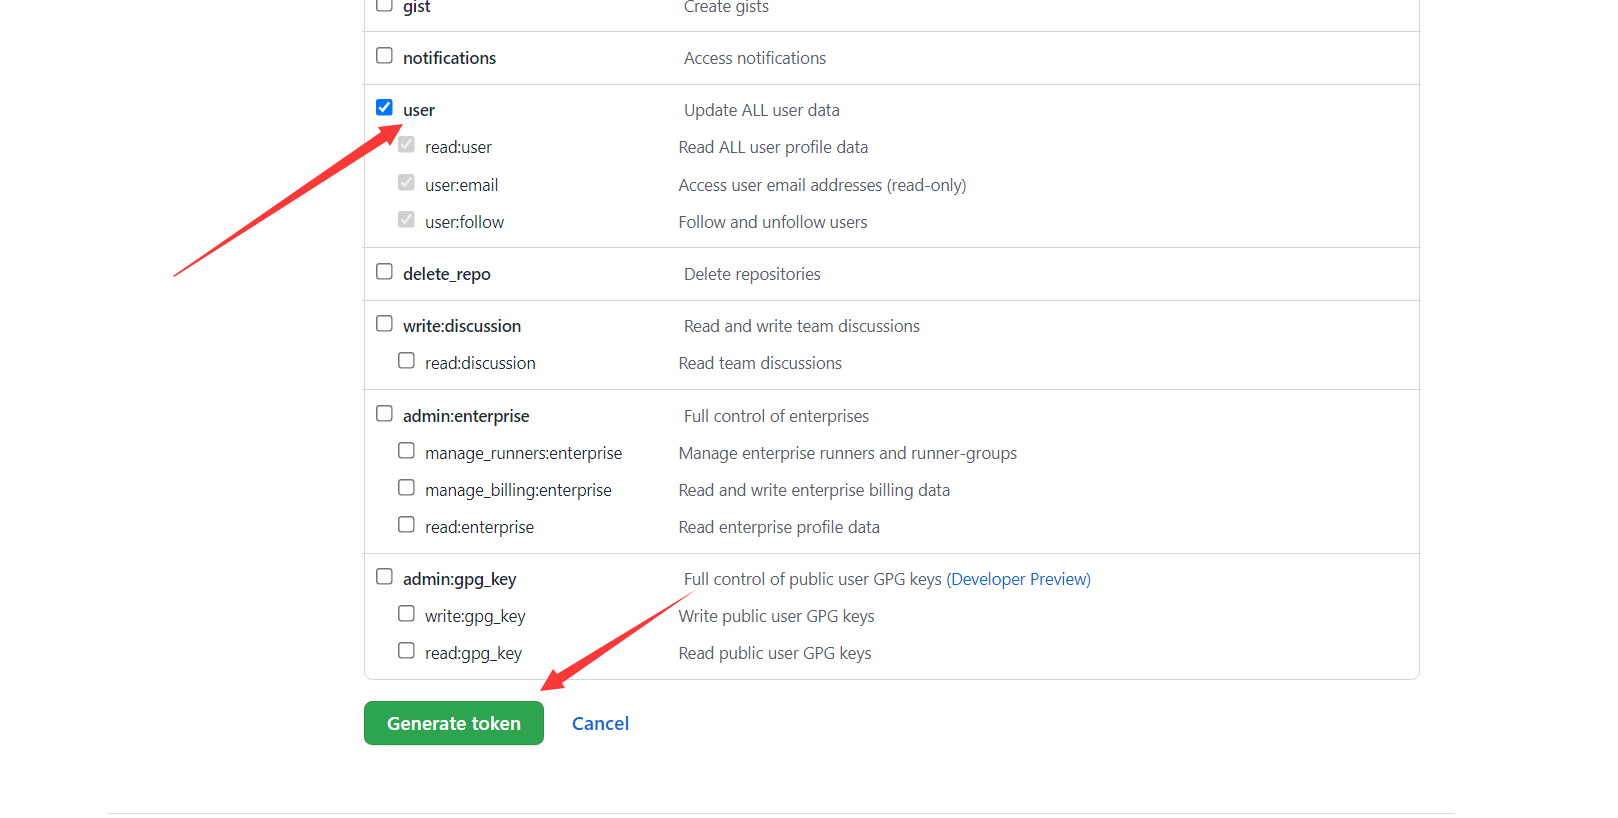 gist Create gists
notifications Access notifications
user Update ALL user data
read:user Read ALL user profile data
user:email Access user email addresses (read-only)
user:follow Follow and unfollow users
delete_repo Delete repositories
write:discussion Read and write team discussions
read:discussion Read team discussions
admin:enterprise Full control of enterprises
manage_runners:enterprise Manage enterprise runners and runner-groups
manage_billing:enterprise Read and write enterprise billing data
read:enterprise Read enterprise profile data
admin:gpg_key Full control of public user GPG keys (Developer Preview)
write:gpg_key Write public user GPG keys
read:gpg_key Read public user GPG keys
Generate token Cancel